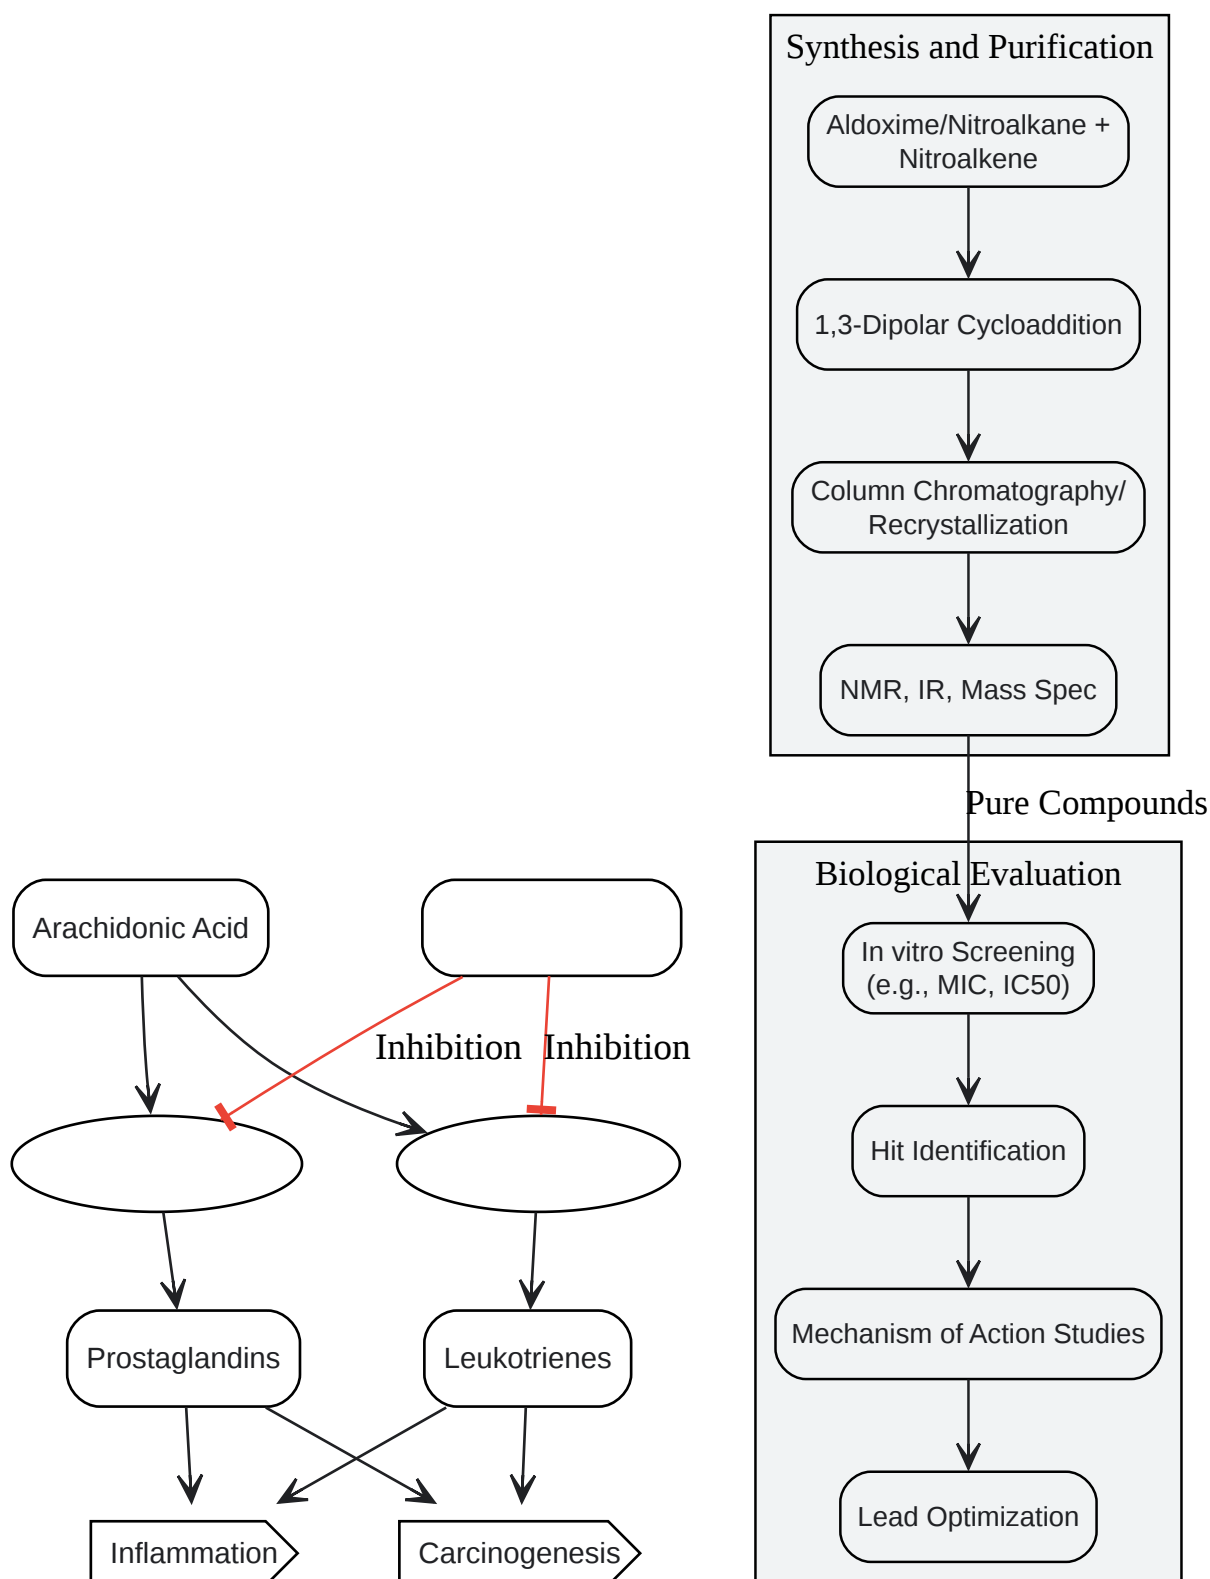 Synthesis and Purification
Aldoxime/Nitroalkane +
Nitroalkene
1,3-Dipolar Cycloaddition
Column Chromatography/
Recrystallization
NMR, IR, Mass Spec
Pure Compounds
Biological Evaluation
In vitro Screening
(e.g., MIC, IC50)
Hit Identification
Mechanism of Action Studies
Lead Optimization
Arachidonic Acid
Inhibition
Inhibition
Prostaglandins
Leukotrienes
Inflammation
Carcinogenesis